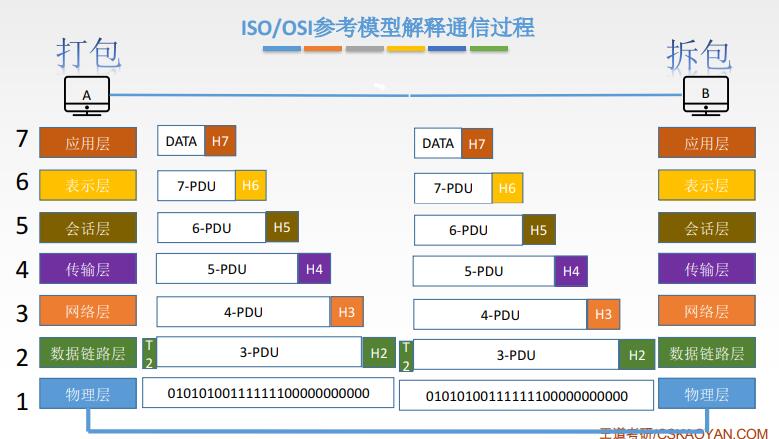 ISO/OSI参考模型解释通信过程
打包
拆包
A
B
7 应用层 DATA H7 DATA H7 应用层
6 表示层 7-PDU H6 7-PDU H6 表示层
5 会话层 6-PDU H5 6-PDU H5 会话层
4 传输层 5-PDU H4 5-PDU H4 传输层
3 网络层 4-PDU H3 4-PDU H3 网络层
2 数据链路层 T2 3-PDU H2 T2 3-PDU H2 数据链路层
1 物理层 01010100111111100000000000 01010100111111100000000000 物理层
王道考研/CSKAOYAN.COM